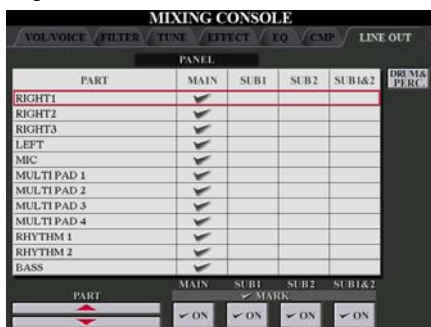 MIXING CONSOLE
VOL/VOICE FILTER TUNE EFFECT EQ CMP LINE OUT
PANEL
PART MAIN SUB1 SUB2 SUB1&2 DRUM& PERC.
RIGHT1
RIGHT2
RIGHT3
LEFT
MIC
MULTI PAD 1
MULTI PAD 2
MULTI PAD 3
MULTI PAD 4
RHYTHM 1
RHYTHM 2
BASS
MAIN SUB1 SUB2 SUB1&2
PART MARK
ON ON ON ON